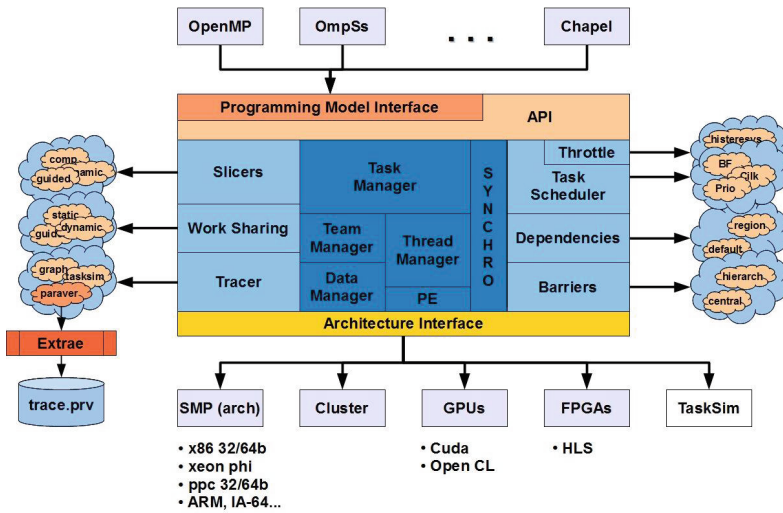 OpenMP
OmpSs
. . .
Chapel
Programming Model Interface
API
Slicers
Work Sharing
Tracer
Task
Manager
Team
Manager
Data
Manager
Thread
Manager
PE
SYNCHRO
Throttle
Task
Scheduler
Dependencies
Barriers
Architecture Interface
comp
guided
static
dynamic
graph
tasksim
paraver
Extrae
trace.prv
histeresys
BF
Cilk
Prio
region
default
hierarch
central
SMP (arch)
Cluster
GPUs
FPGAs
TaskSim
• x86 32/64b
• xeon phi
• ppc 32/64b
• ARM, IA-64...
• Cuda
• Open CL
• HLS